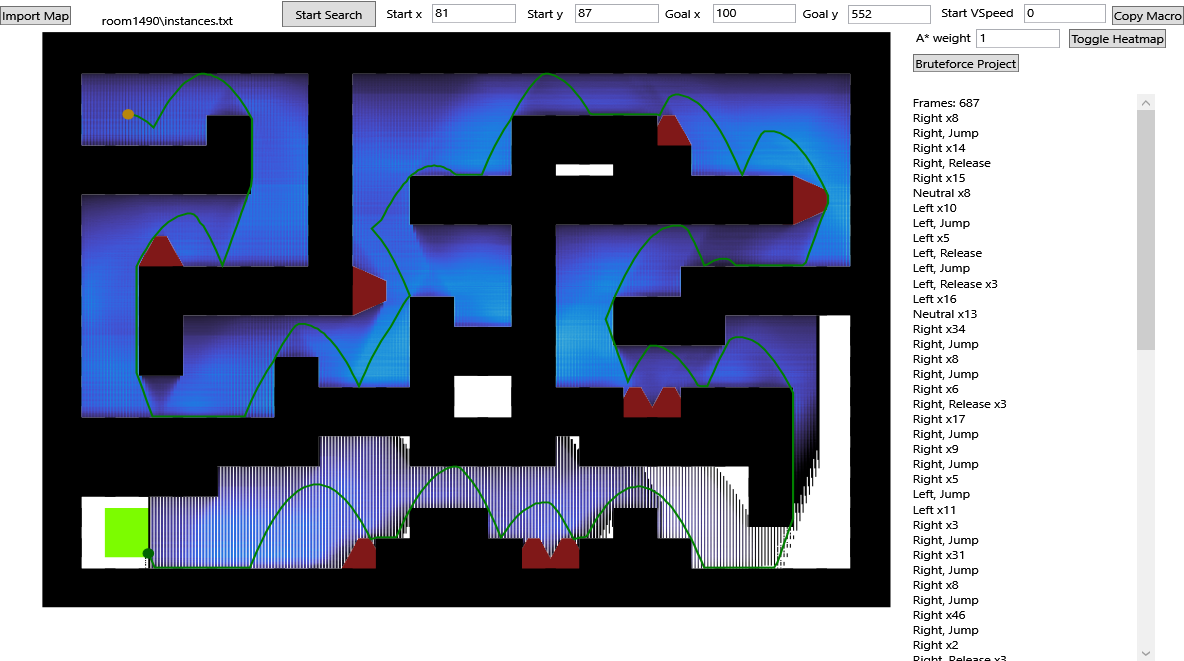 Import Map
room1490\instances.txt
Start Search
Start x 81
Start y 87
Goal x 100
Goal y 552
Start VSpeed 0
Copy Macro
A* weight 1
Toggle Heatmap
Bruteforce Project
Frames: 687
Right x8
Right, Jump
Right x14
Right, Release
Right x15
Neutral x8
Left x10
Left, Jump
Left x5
Left, Release
Left, Jump
Left, Release x3
Left x16
Neutral x13
Right x34
Right, Jump
Right x8
Right, Jump
Right x6
Right, Release x3
Right x17
Right, Jump
Right x9
Right, Jump
Right x5
Left, Jump
Left x11
Right x3
Right, Jump
Right x31
Right, Jump
Right x8
Right, Jump
Right x46
Right, Jump
Right x2
Right, Release x3